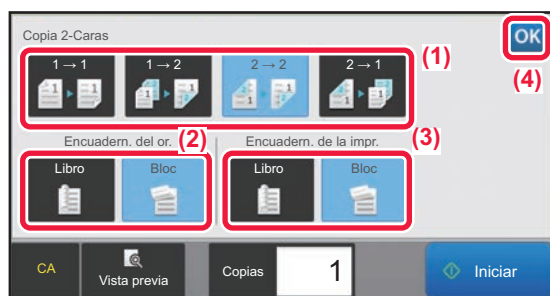 Copia 2-Caras
OK
1 → 1
1 → 2
2 → 2
2 → 1
(1)
(4)
Encuadern. del or.
(2)
Encuadern. de la impr.
(3)
Libro
Bloc
Libro
Bloc
CA
Vista previa
Copias
1
Iniciar